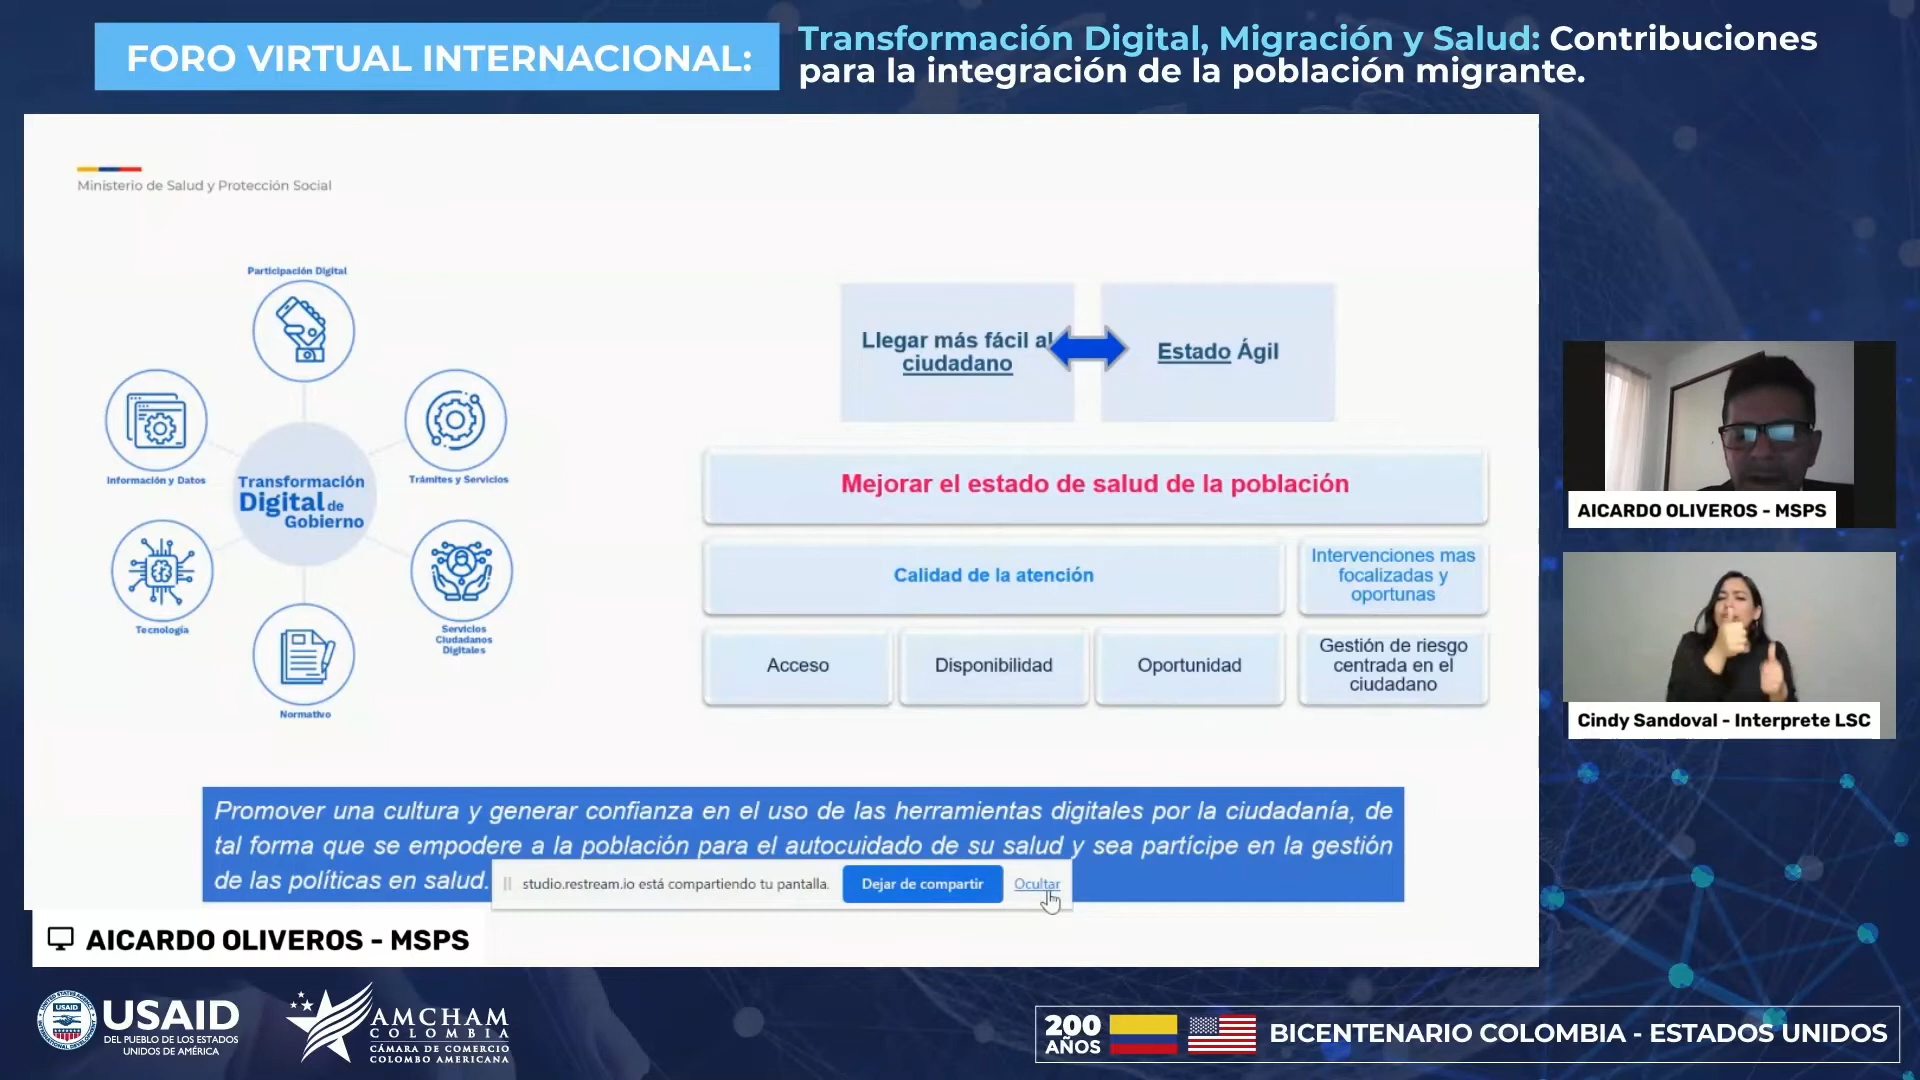 FORO VIRTUAL INTERNACIONAL:
Transformación Digital, Migración y Salud: Contribuciones
para la integración de la población migrante.
Ministerio de Salud y Protección Social
Participación Digital
Información y Datos
Trámites y Servicios
Transformación
Digital de
Gobierno
Tecnología
Servicios
Ciudadanos
Digitales
Normativo
Llegar más fácil al
ciudadano
Estado Ágil
Mejorar el estado de salud de la población
Calidad de la atención
Intervenciones mas
focalizadas y
oportunas
Acceso
Disponibilidad
Oportunidad
Gestión de riesgo
centrada en el
ciudadano
Promover una cultura y generar confianza en el uso de las herramientas digitales por la ciudadanía, de
tal forma que se empodere a la población para el autocuidado de su salud y sea partícipe en la gestión
de las políticas en salud.
studio.restream.io está compartiendo tu pantalla.
Dejar de compartir
Ocultar
AICARDO OLIVEROS - MSPS
AICARDO OLIVEROS - MSPS
Cindy Sandoval - Interprete LSC
USAID
USAID
DEL PUEBLO DE LOS ESTADOS
UNIDOS DE AMÉRICA
AMCHAM
COLOMBIA
CÁMARA DE COMERCIO
COLOMBO AMERICANA
200
AÑOS
BICENTENARIO COLOMBIA - ESTADOS UNIDOS